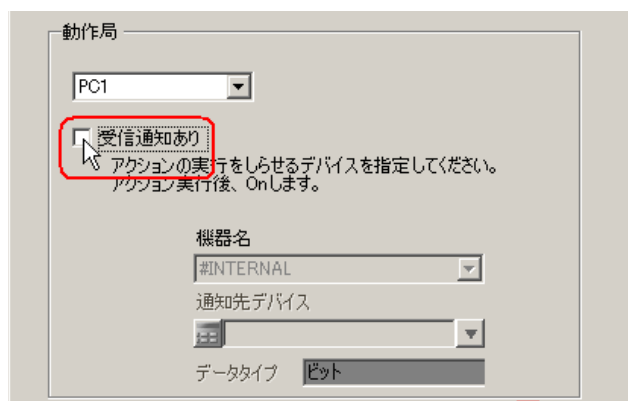 動作局
PC1
受信通知あり
アクションの実行をしらせるデバイスを指定してください。
アクション実行後、Onします。
機器名
#INTERNAL
通知先デバイス
データタイプ ビット